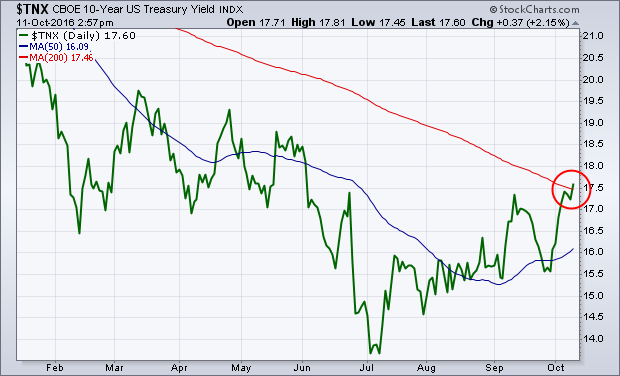 $TNX CBOE 10-Year US Treasury Yield INDX © StockCharts.com
11-Oct-2016 2:57pm Open 17.71 High 17.81 Low 17.45 Last 17.60 Chg +0.37 (+2.15%)
$TNX (Daily) 17.60
MA(50) 16.09
MA(200) 17.46
21.0
20.5
20.0
19.5
19.0
18.5
18.0
17.5
17.0
16.5
16.0
15.5
15.0
14.5
14.0
Feb Mar Apr May Jun Jul Aug Sep Oct